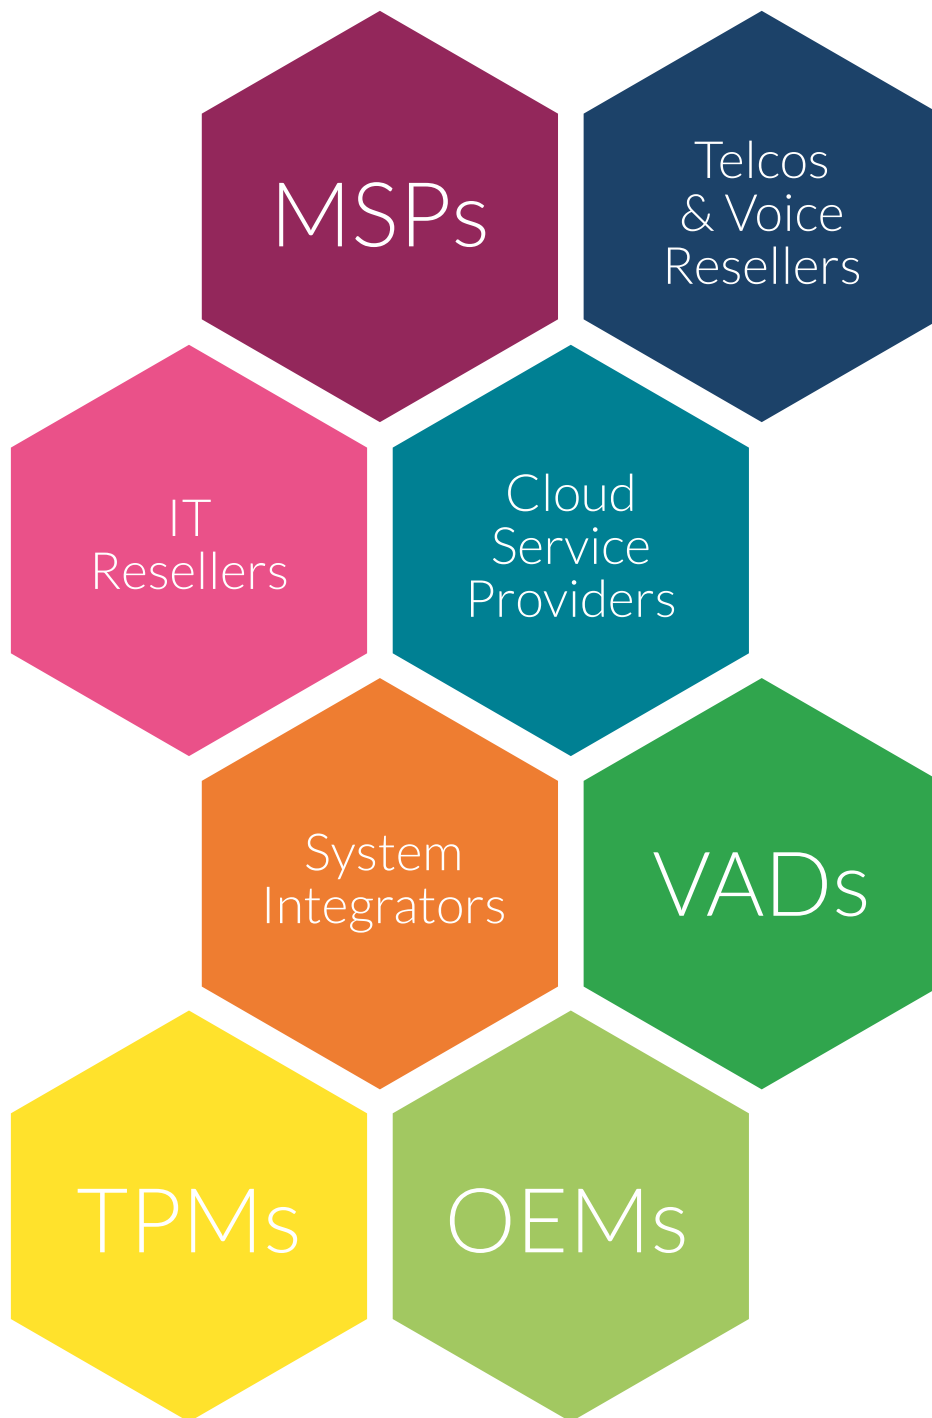 MSPs
Telcos
& Voice
Resellers
IT
Resellers
Cloud
Service
Providers
System
Integrators
VADs
TPMs
OEMs